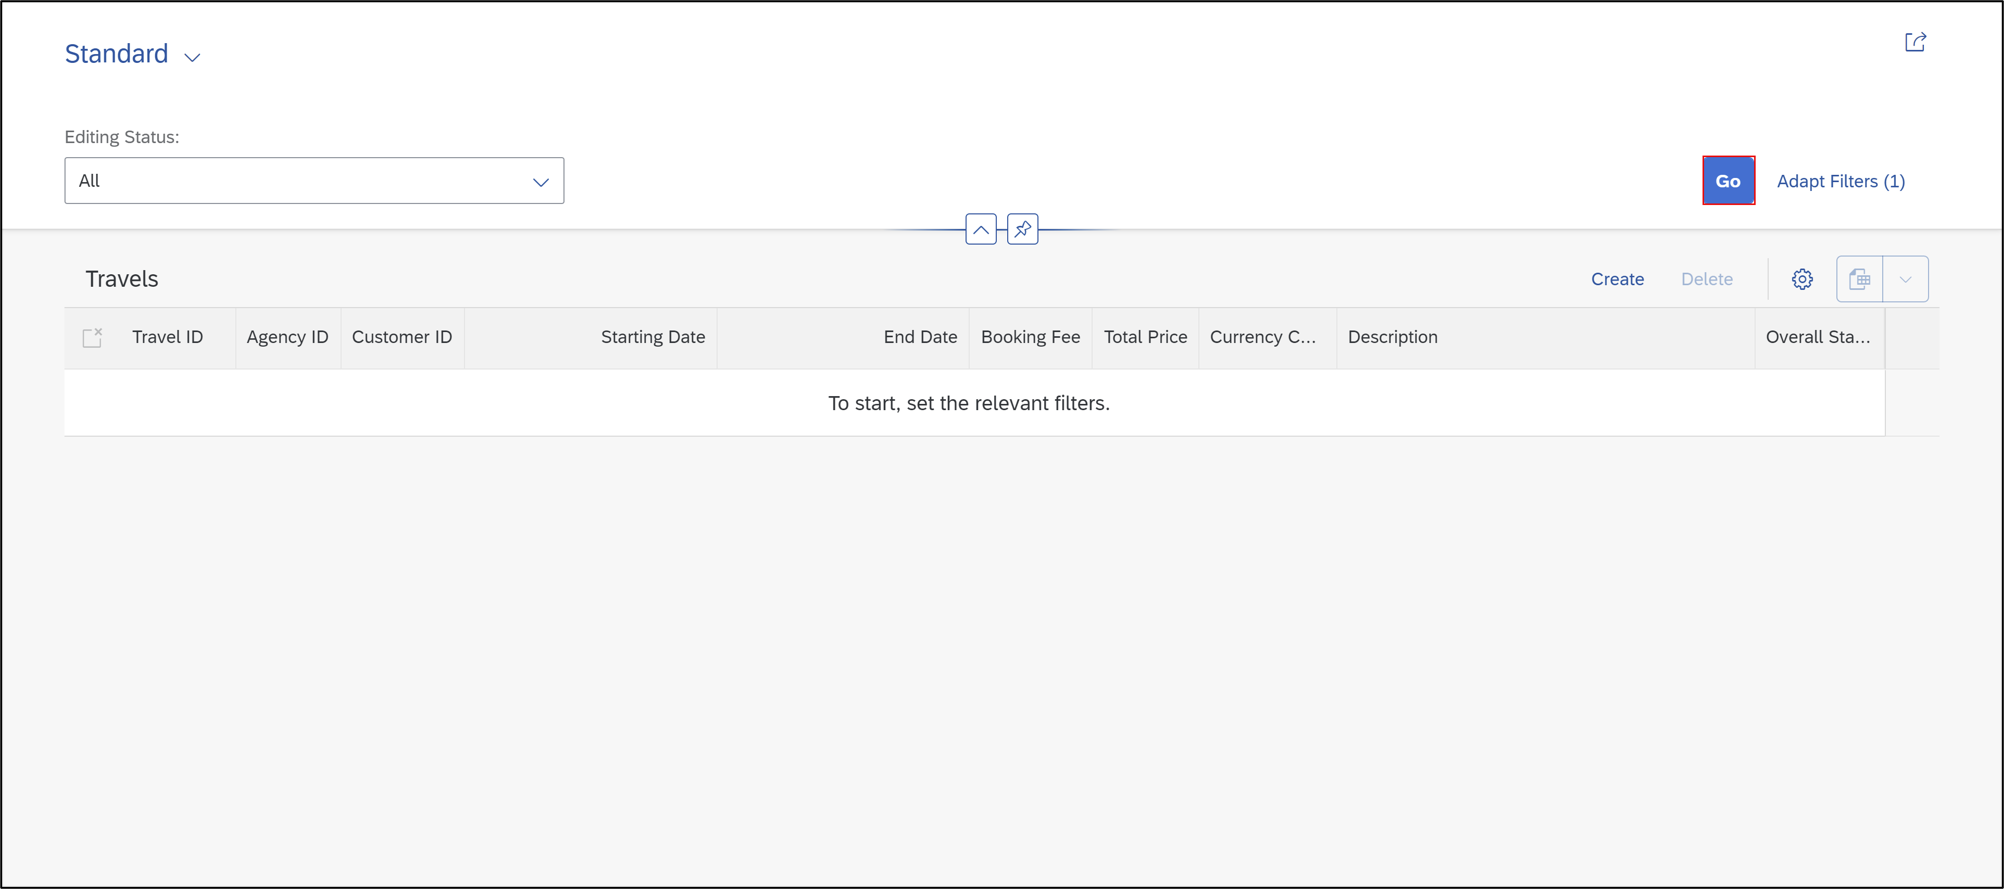 Standard
Editing Status:
All
Go Adapt Filters (1)
Travels Create Delete
Travel ID Agency ID Customer ID Starting Date End Date Booking Fee Total Price Currency C... Description Overall Sta...
To start, set the relevant filters.